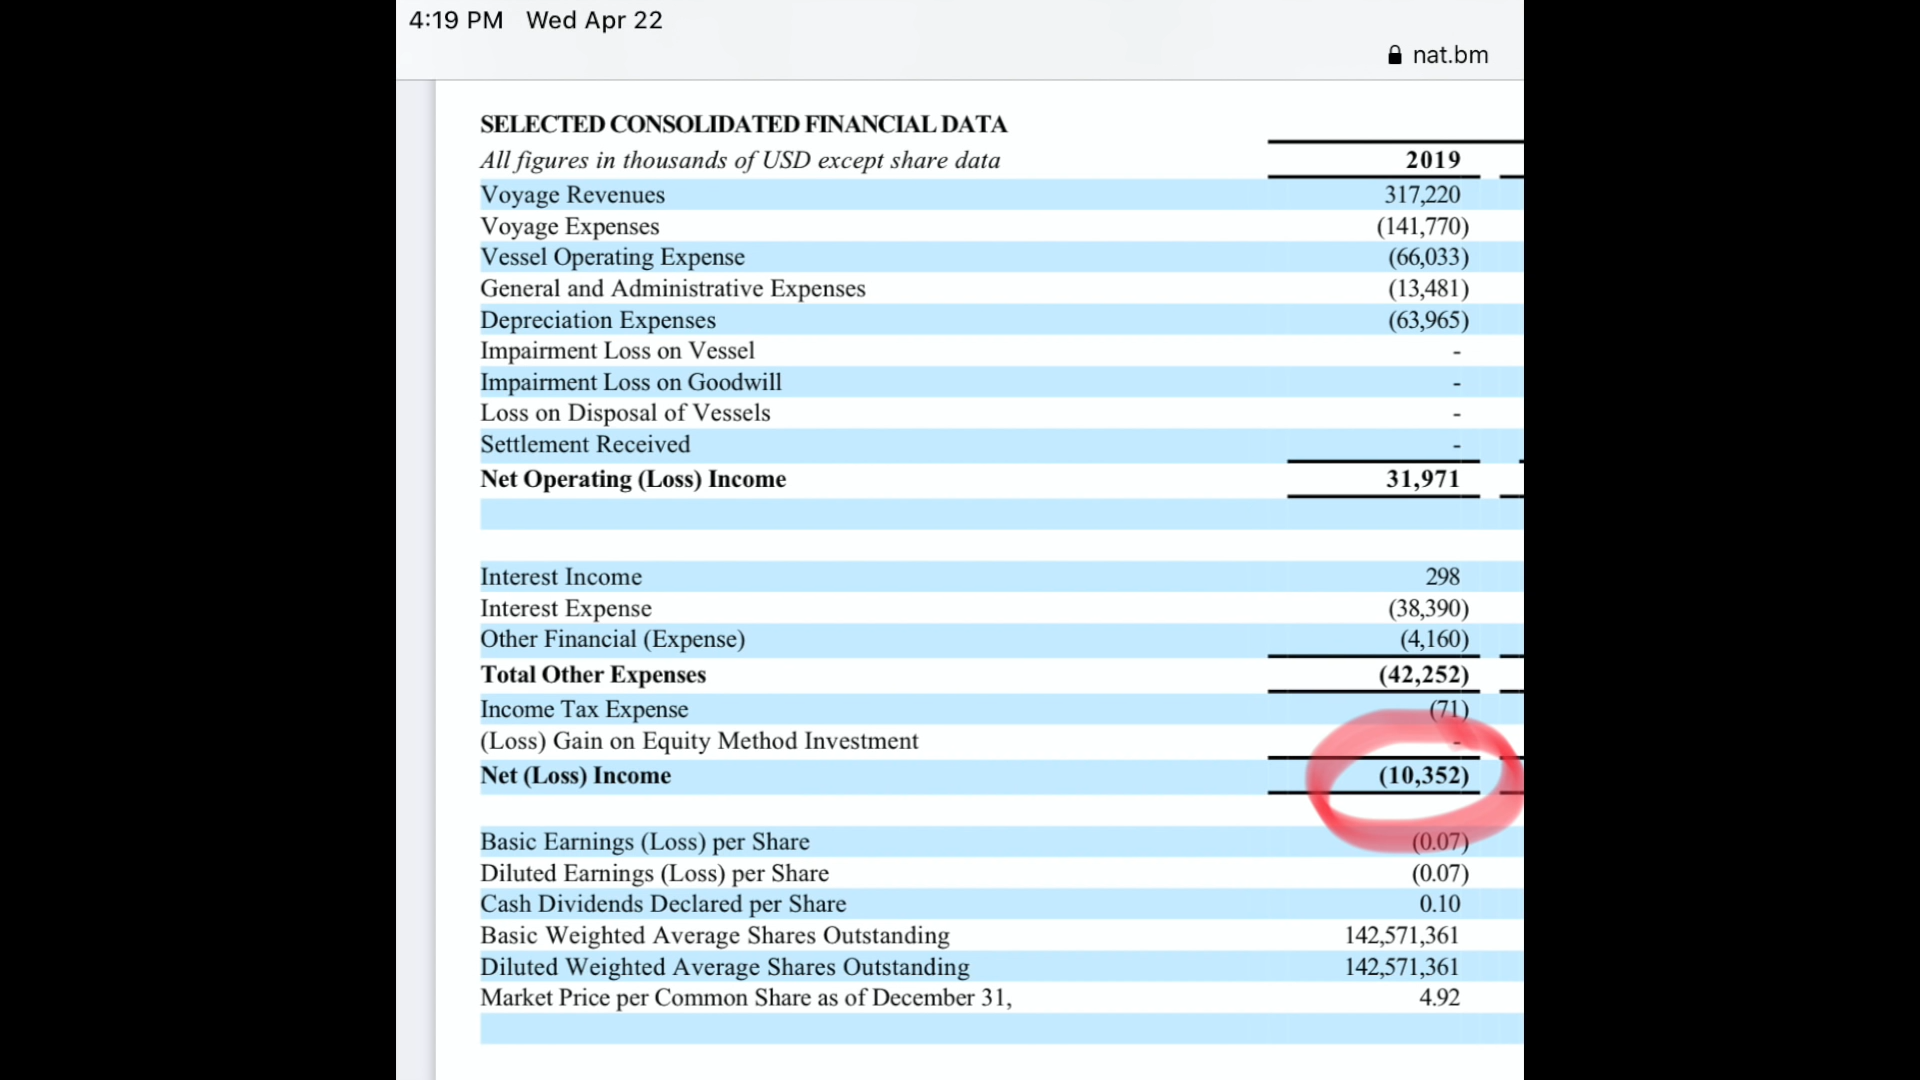 4:19 PM Wed Apr 22
nat.bm
SELECTED CONSOLIDATED FINANCIAL DATA
All figures in thousands of USD except share data 2019
Voyage Revenues 317,220
Voyage Expenses (141,770)
Vessel Operating Expense (66,033)
General and Administrative Expenses (13,481)
Depreciation Expenses (63,965)
Impairment Loss on Vessel -
Impairment Loss on Goodwill -
Loss on Disposal of Vessels -
Settlement Received -
Net Operating (Loss) Income 31,971
Interest Income 298
Interest Expense (38,390)
Other Financial (Expense) (4,160)
Total Other Expenses (42,252)
Income Tax Expense (71)
(Loss) Gain on Equity Method Investment -
Net (Loss) Income (10,352)
Basic Earnings (Loss) per Share (0.07)
Diluted Earnings (Loss) per Share (0.07)
Cash Dividends Declared per Share 0.10
Basic Weighted Average Shares Outstanding 142,571,361
Diluted Weighted Average Shares Outstanding 142,571,361
Market Price per Common Share as of December 31, 4.92